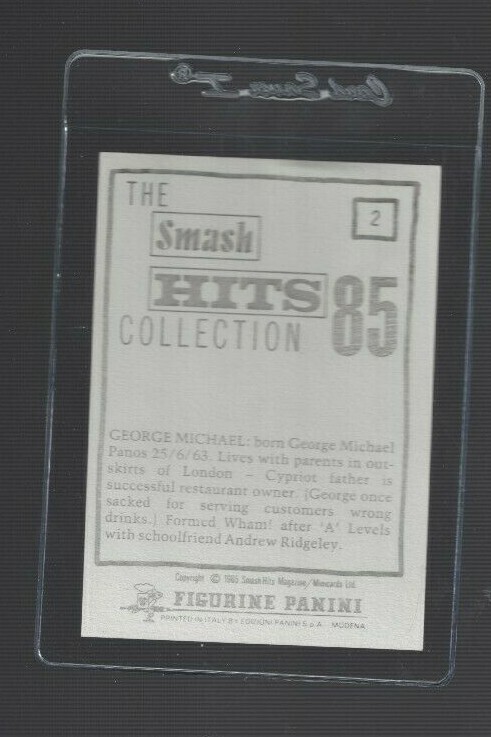 Card Saver I ®
THE
Smash
2
HITS 85
COLLECTION
GEORGE MICHAEL: born George Michael
Panos 25/6/63. Lives with parents in out-
skirts of London – Cypriot father is
successful restaurant owner. (George once
sacked for serving customers wrong
drinks.) Formed Wham! after 'A' Levels
with schoolfriend Andrew Ridgeley.
Copyright © 1985 Smash Hits Magazine/Minicards Ltd.
FIGURINE PANINI
PRINTED IN ITALY BY EDIZIONI PANINI S.p.A. MODENA